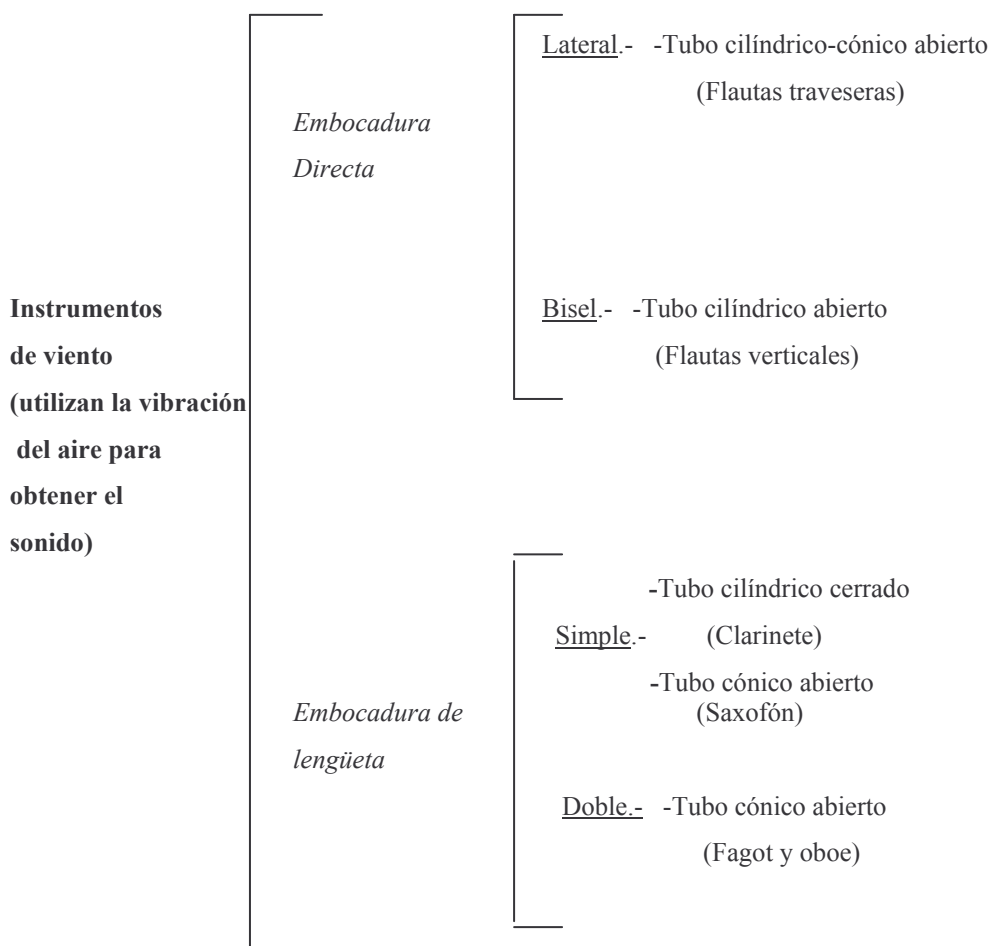 Instrumentos
de viento
(utilizan la vibración
del aire para
obtener el
sonido)
Embocadura
Directa
Lateral.- -Tubo cilíndrico-cónico abierto
(Flautas traveseras)
Bisel.- -Tubo cilíndrico abierto
(Flautas verticales)
Embocadura de
lengüeta
-Tubo cilíndrico cerrado
Simple.- (Clarinete)
-Tubo cónico abierto
(Saxofón)
Doble.- -Tubo cónico abierto
(Fagot y oboe)